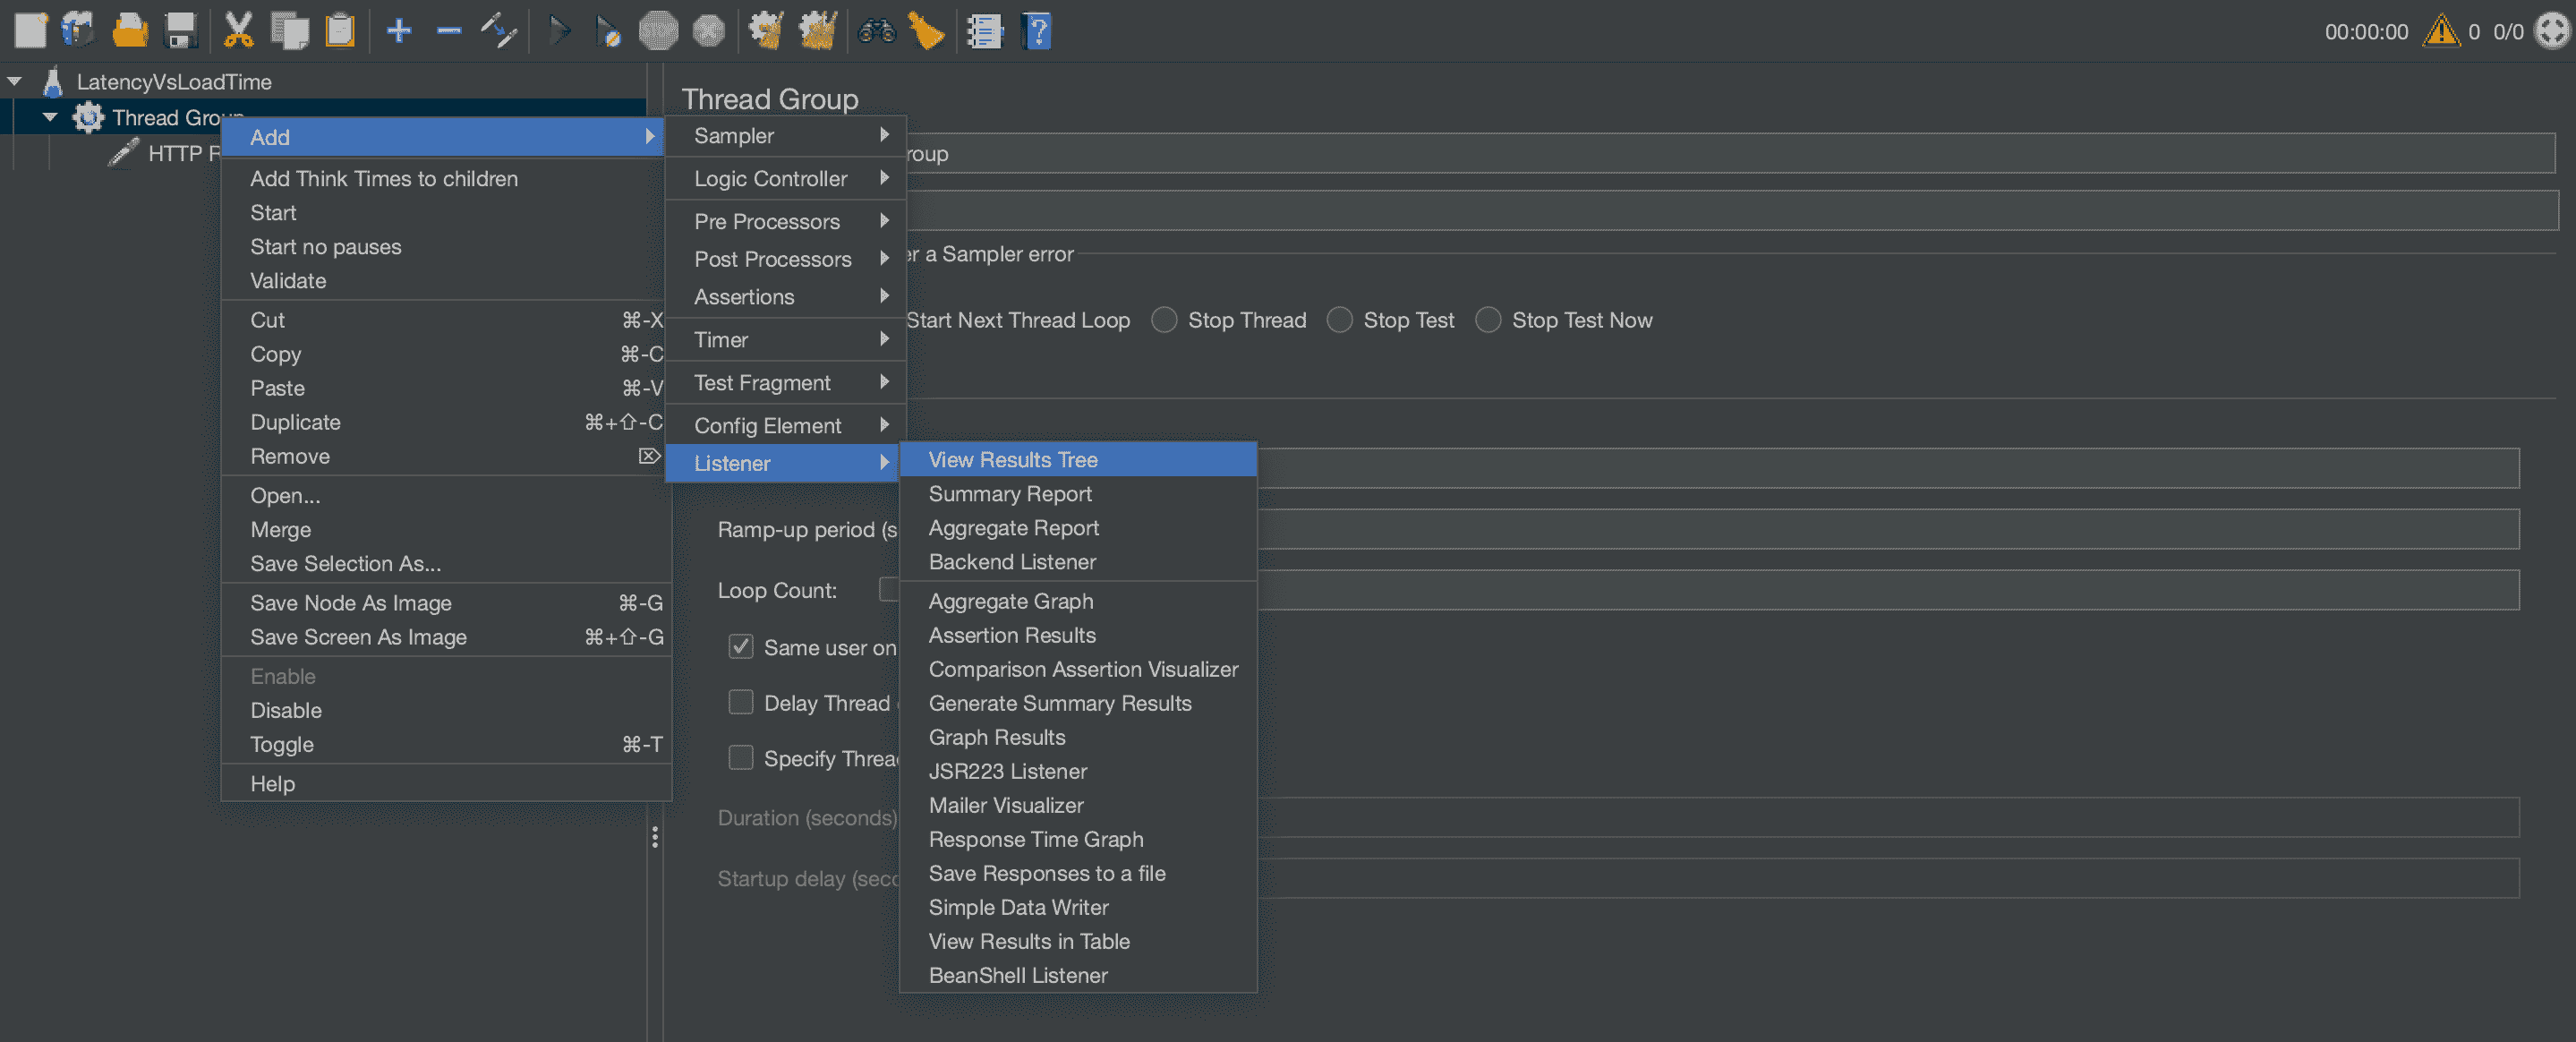 00:00:00 0 0/0
LatencyVsLoadTime
Thread Group
HTTP R
Add
Add Think Times to children
Start
Start no pauses
Validate
Cut ⌘-X
Copy ⌘-C
Paste ⌘-V
Duplicate ⌘+⇧-C
Remove ⌦
Open...
Merge
Save Selection As...
Save Node As Image ⌘-G
Save Screen As Image ⌘+⇧-G
Enable
Disable
Toggle ⌘-T
Help
Thread Group
Sampler
Logic Controller
Pre Processors
Post Processors
Assertions
Timer
Test Fragment
Config Element
Listener
View Results Tree
Summary Report
Aggregate Report
Backend Listener
Aggregate Graph
Assertion Results
Comparison Assertion Visualizer
Generate Summary Results
Graph Results
JSR223 Listener
Mailer Visualizer
Response Time Graph
Save Responses to a file
Simple Data Writer
View Results in Table
BeanShell Listener
roup
er a Sampler error
Start Next Thread Loop Stop Thread Stop Test Stop Test Now
Ramp-up period (s
Loop Count:
Same user on
Delay Thread
Specify Threa
Duration (seconds)
Startup delay (seco